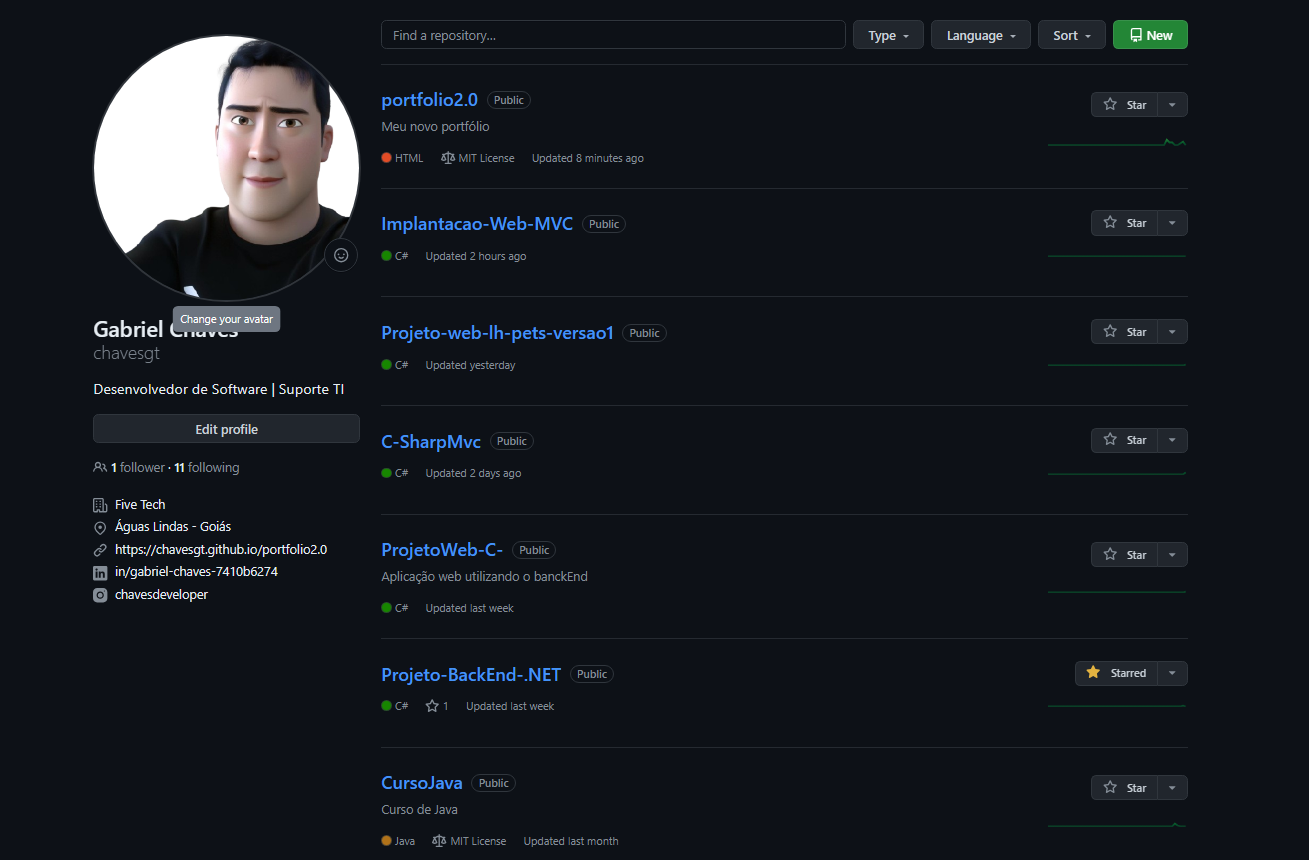 Find a repository...
Type
Language
Sort
New
Change your avatar
Gabriel Chaves
chavesgt
Desenvolvedor de Software | Suporte TI
Edit profile
1 follower · 11 following
Five Tech
Águas Lindas - Goiás
https://chavesgt.github.io/portfolio2.0
in/gabriel-chaves-7410b6274
chavesdeveloper
portfolio2.0 Public Star
Meu novo portfólio
HTML MIT License Updated 8 minutes ago
Implantacao-Web-MVC Public Star
C# Updated 2 hours ago
Projeto-web-lh-pets-versao1 Public Star
C# Updated yesterday
C-SharpMvc Public Star
C# Updated 2 days ago
ProjetoWeb-C- Public Star
Aplicação web utilizando o banckEnd
C# Updated last week
Projeto-BackEnd-.NET Public Starred
C# 1 Updated last week
CursoJava Public Star
Curso de Java
Java MIT License Updated last month